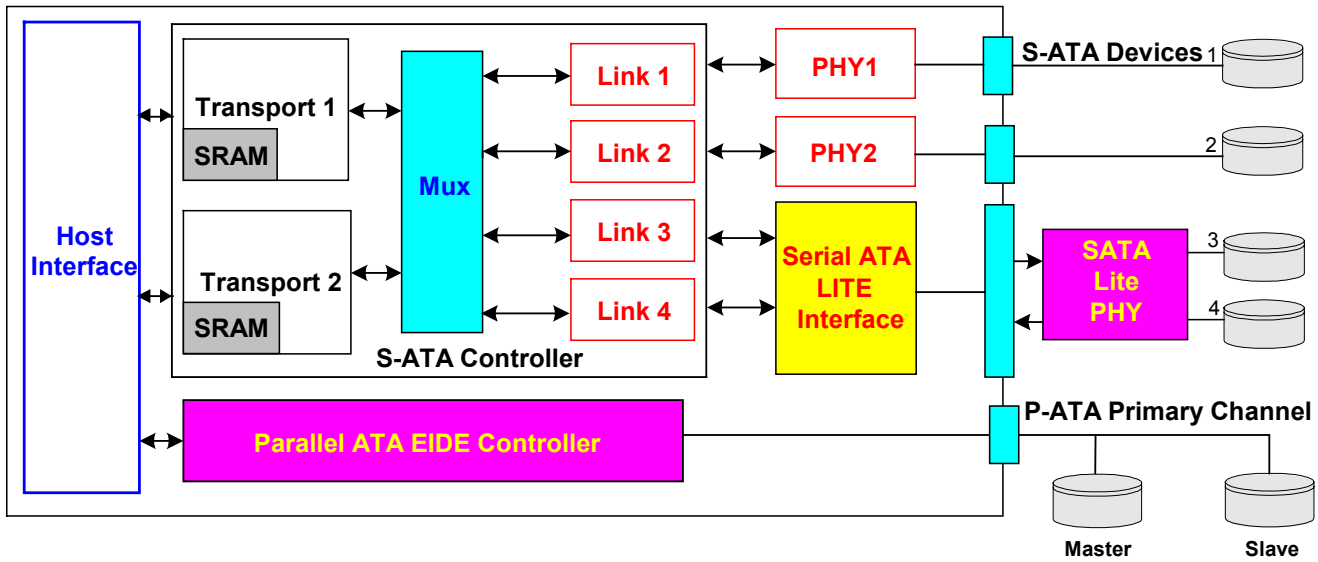 Host
Interface
Transport 1
SRAM
Transport 2
SRAM
Mux
Link 1
Link 2
Link 3
Link 4
S-ATA Controller
PHY1
PHY2
Serial ATA
LITE
Interface
S-ATA Devices
1
2
SATA
Lite
PHY
3
4
Parallel ATA EIDE Controller
P-ATA Primary Channel
Master
Slave